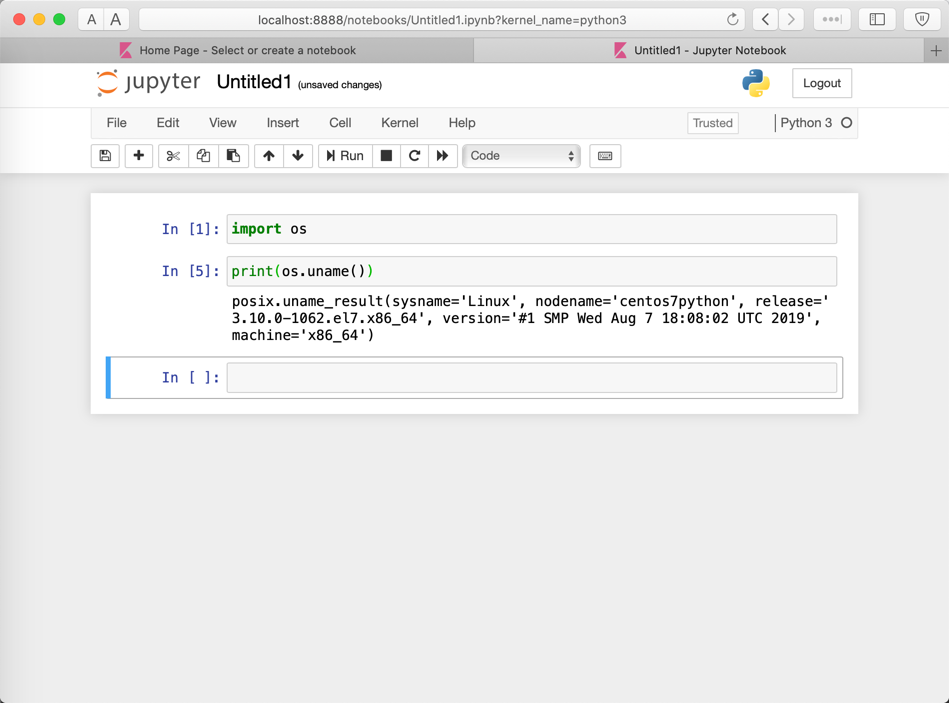 A A localhost:8888/notebooks/Untitled1.ipynb?kernel_name=python3
Home Page - Select or create a notebook Untitled1 - Jupyter Notebook
jupyter Untitled1 (unsaved changes) Logout
File Edit View Insert Cell Kernel Help Trusted Python 3
Run Code
In [1]: import os
In [5]: print(os.uname())
posix.uname_result(sysname='Linux', nodename='centos7python', release='
3.10.0-1062.el7.x86_64', version='#1 SMP Wed Aug 7 18:08:02 UTC 2019',
machine='x86_64')
In [ ]: